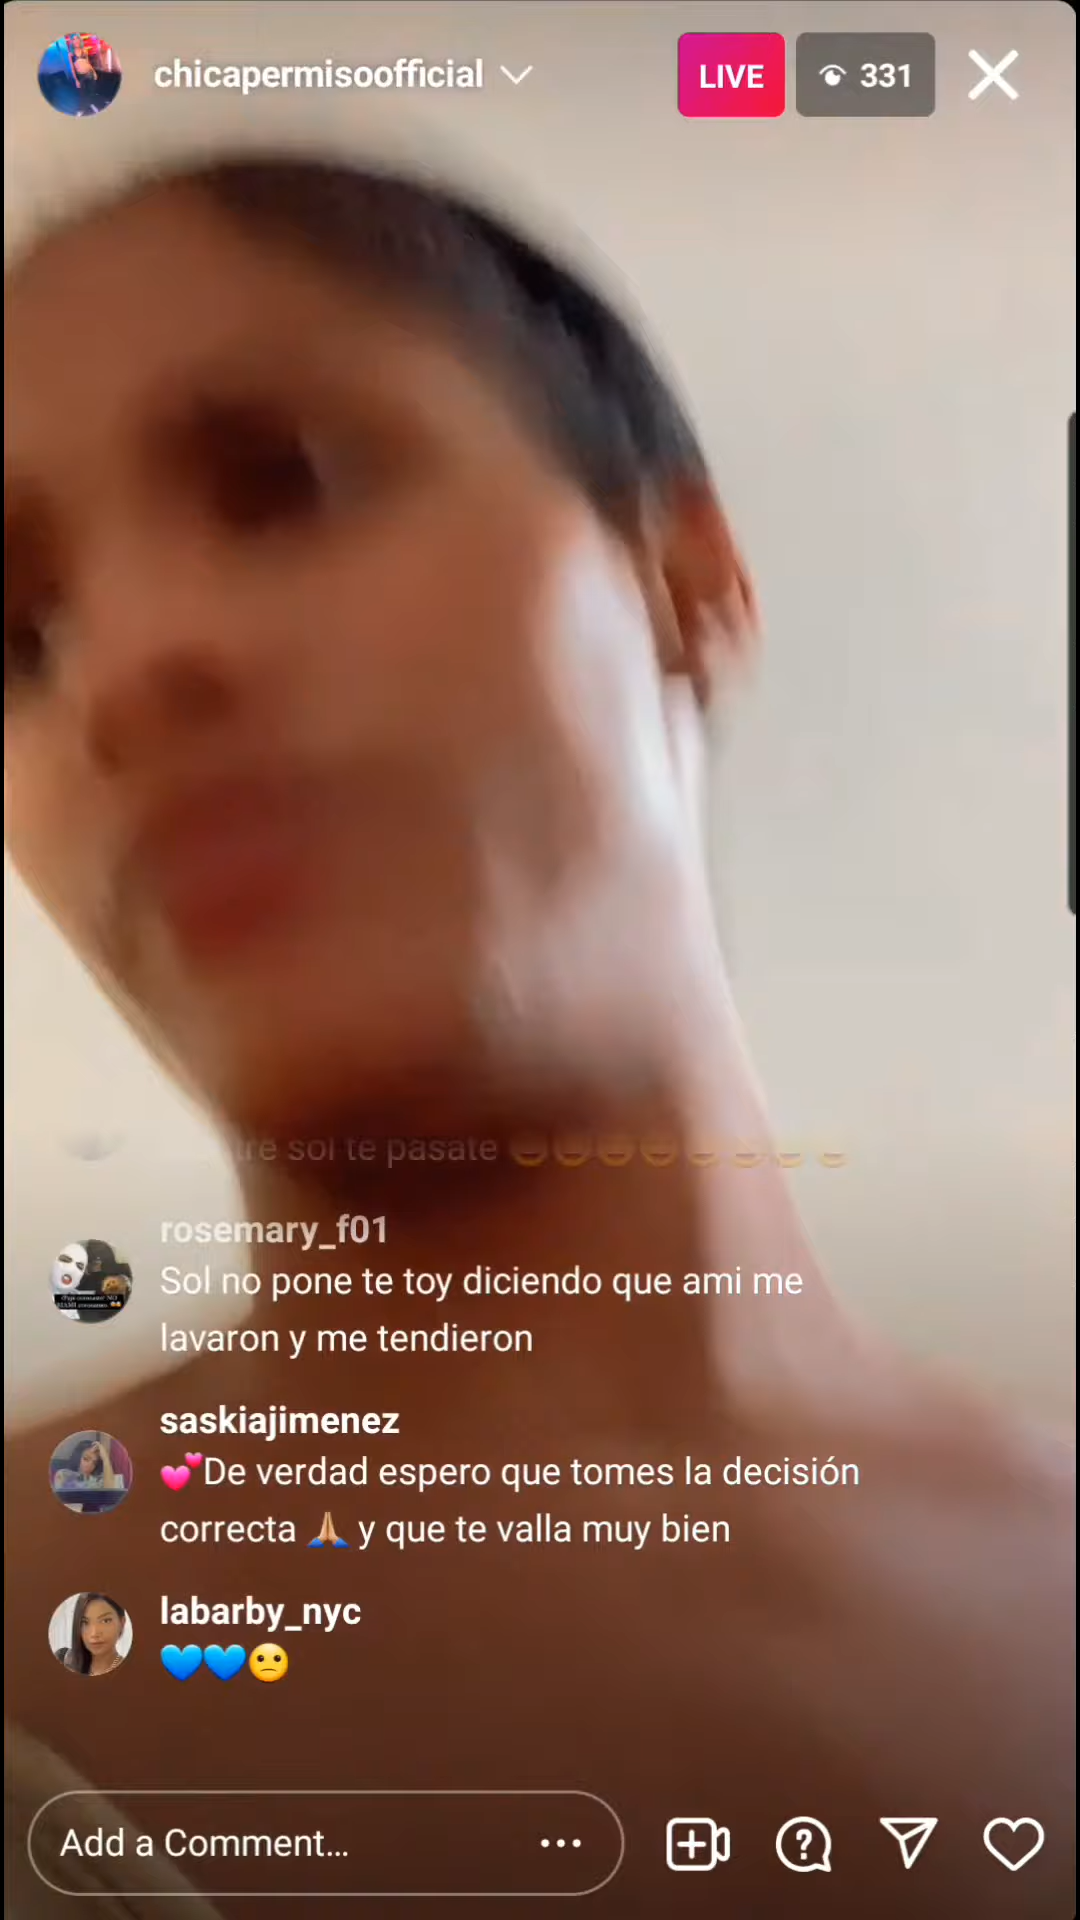 chicapermisoofficial
LIVE
331
sol te pasate 😄😄😄😄😄😄😄😄
rosemary_f01
Sol no pone te toy diciendo que ami me
lavaron y me tendieron
saskiajimenez
💕De verdad espero que tomes la decisión
correcta 🙏 y que te valla muy bien
labarby_nyc
💙💙🙁
Add a Comment...